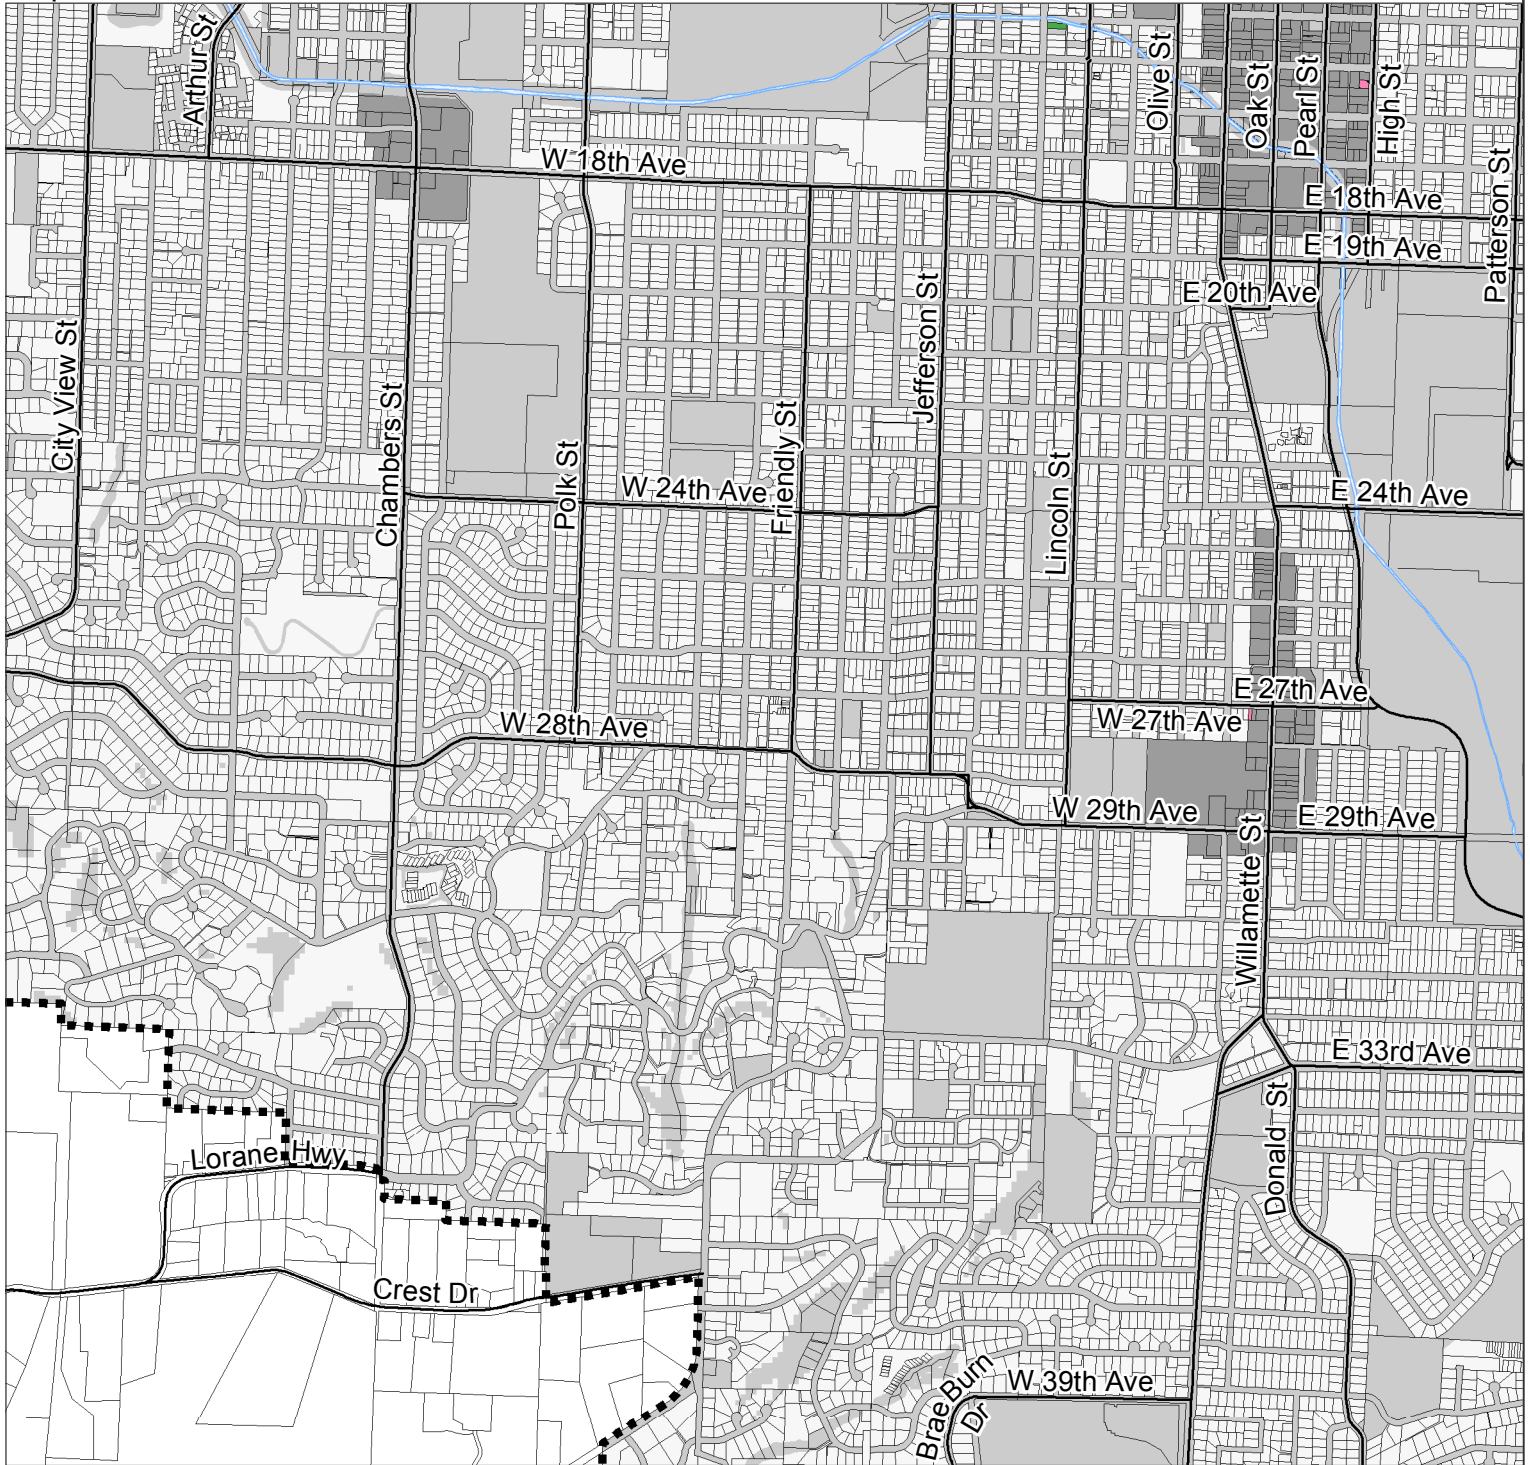 Arthur St
Olive St
Oak St
Pearl St
High St
Patterson St
W 18th Ave
E 18th Ave
E 19th Ave
E 20th Ave
City View St
Chambers St
Polk St
Friendly St
Jefferson St
Lincoln St
W 24th Ave
E 24th Ave
E 27th Ave
W 27th Ave
W 28th Ave
W 29th Ave
E 29th Ave
Willamette St
E 33rd Ave
Donald St
Lorane Hwy
Crest Dr
W 39th Ave
Brae Burn
Dr